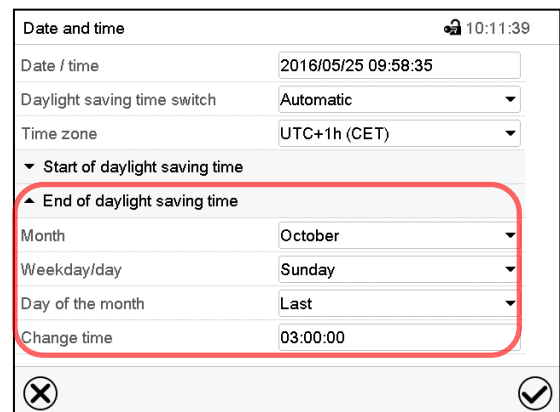 Date and time 10:11:39
Date / time 2016/05/25 09:58:35
Daylight saving time switch Automatic
Time zone UTC+1h (CET)
Start of daylight saving time
End of daylight saving time
Month October
Weekday/day Sunday
Day of the month Last
Change time 03:00:00